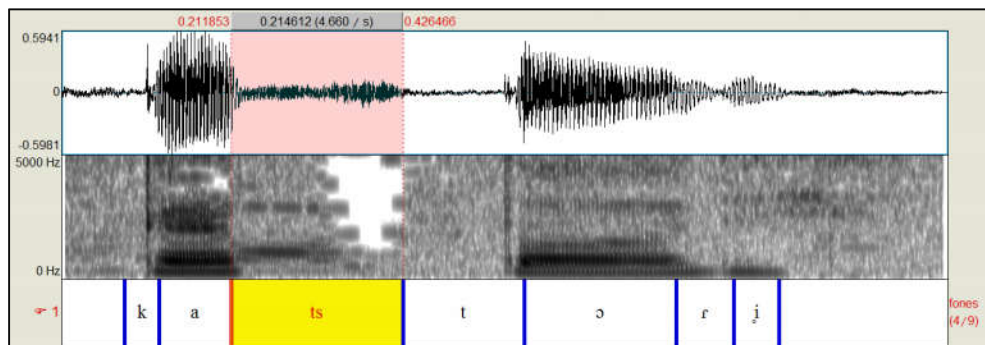 0.211853 0.214612 (4.660 / s) 0.426466
0.5941
0
-0.5981
5000 Hz
0 Hz
☞ 1 k a ts t ɔ ɾ i̥ fones
(4/9)